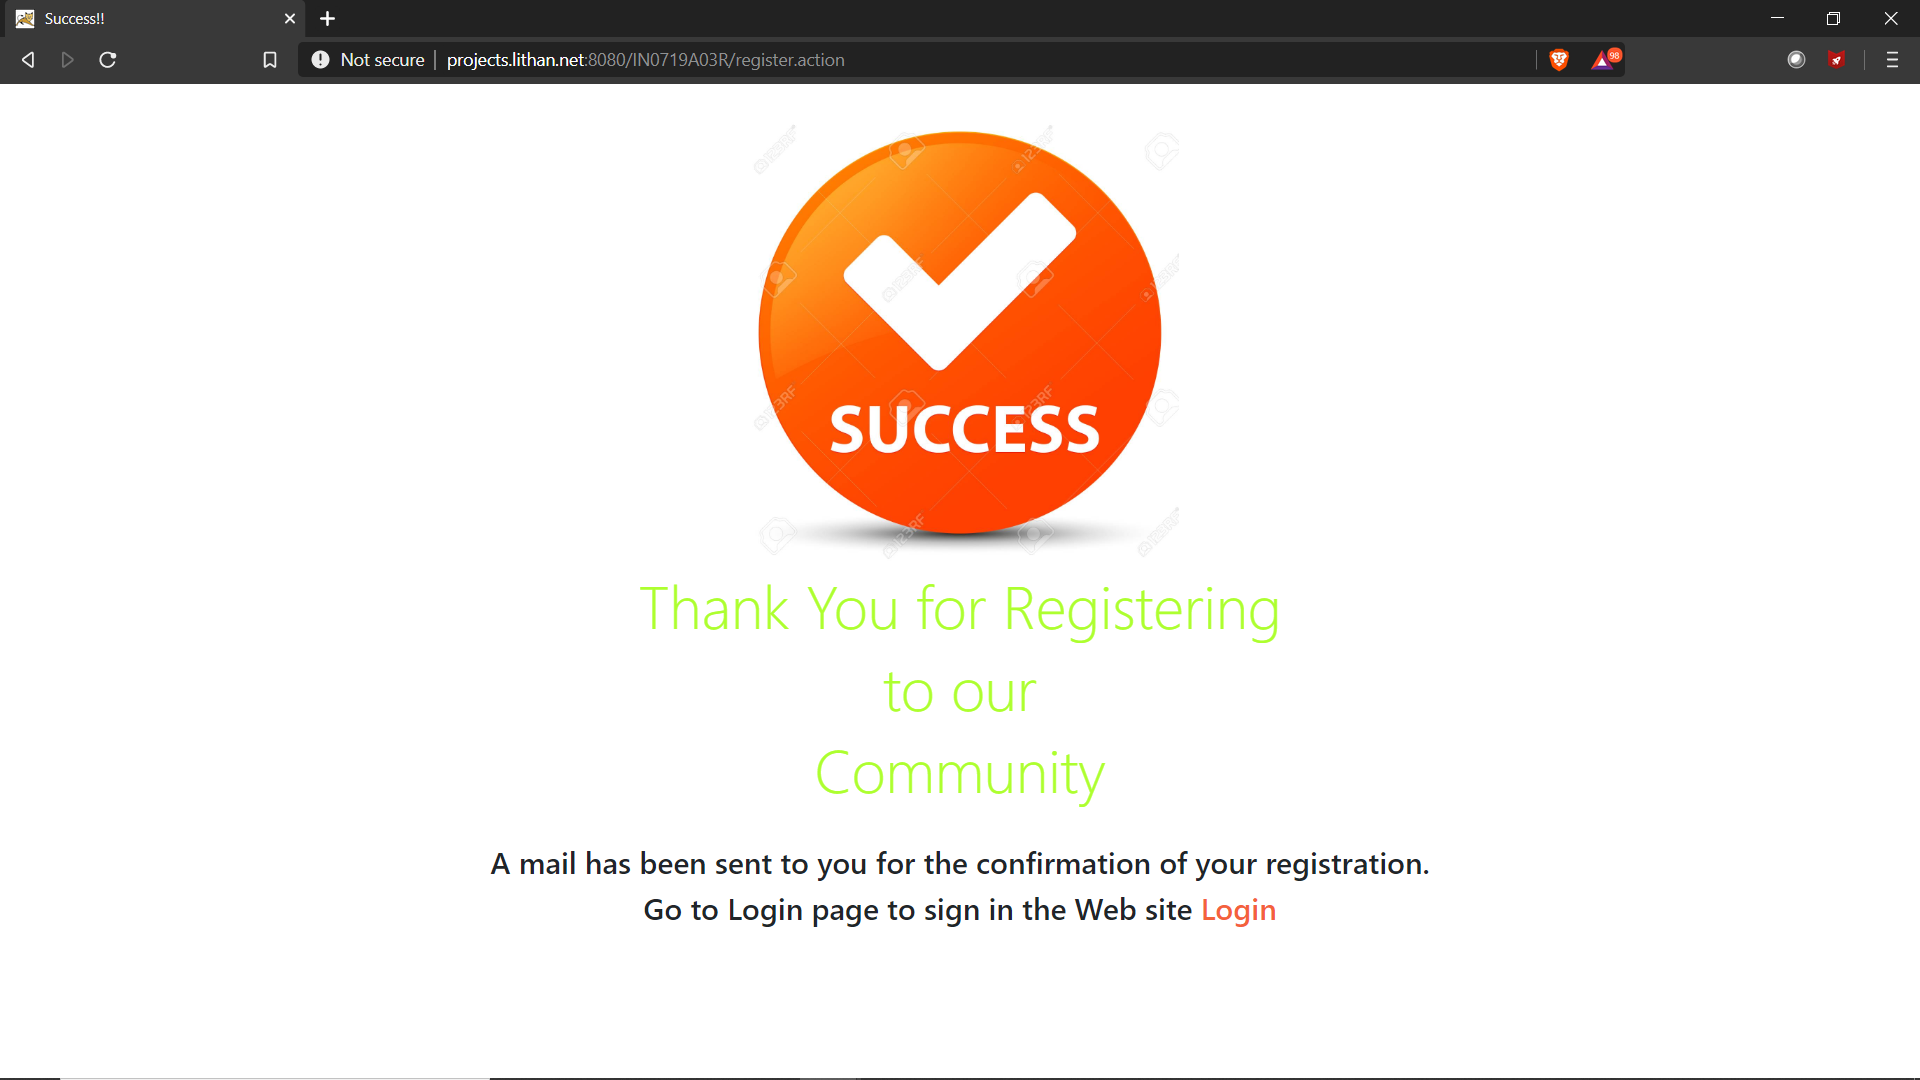 Success!!
Not secure projects.lithan.net:8080/IN0719A03R/register.action
98
123RF
SUCCESS
Thank You for Registering
to our
Community
A mail has been sent to you for the confirmation of your registration.
Go to Login page to sign in the Web site Login